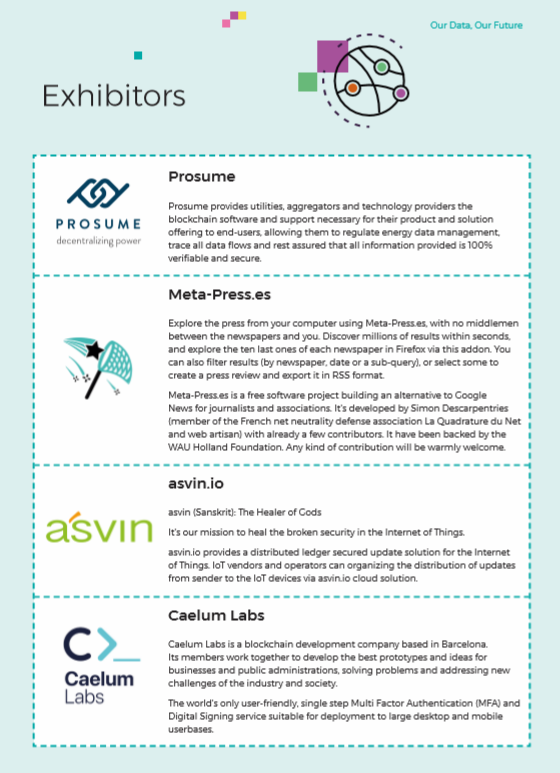 Our Data, Our Future
Exhibitors
PROSUME
decentralizing power
Prosume
Prosume provides utilities, aggregators and technology providers the
blockchain software and support necessary for their product and solution
offering to end-users, allowing them to regulate energy data management,
trace all data flows and rest assured that all information provided is 100%
verifiable and secure.
Meta-Press.es
Explore the press from your computer using Meta-Press.es, with no middlemen
between the newspapers and you. Discover millions of results within seconds,
and explore the ten last ones of each newspaper in Firefox via this addon. You
can also filter results (by newspaper, date or a sub-query), or select some to
create a press review and export it in RSS format.
Meta-Press.es is a free software project building an alternative to Google
News for journalists and associations. It's developed by Simon Descarpentries
(member of the French net neutrality defense association La Quadrature du Net
and web artisan) with already a few contributors. It have been backed by the
WAU Holland Foundation. Any kind of contribution will be warmly welcome.
asvin
asvin.io
asvin (Sanskrit): The Healer of Gods
It's our mission to heal the broken security in the Internet of Things.
asvin.io provides a distributed ledger secured update solution for the Internet
of Things. IoT vendors and operators can organizing the distribution of updates
from sender to the IoT devices via asvin.io cloud solution.
Caelum
Labs
Caelum Labs
Caelum Labs is a blockchain development company based in Barcelona.
Its members work together to develop the best prototypes and ideas for
businesses and public administrations, solving problems and addressing new
challenges of the industry and society.
The world's only user-friendly, single step Multi Factor Authentication (MFA) and
Digital Signing service suitable for deployment to large desktop and mobile
userbases.